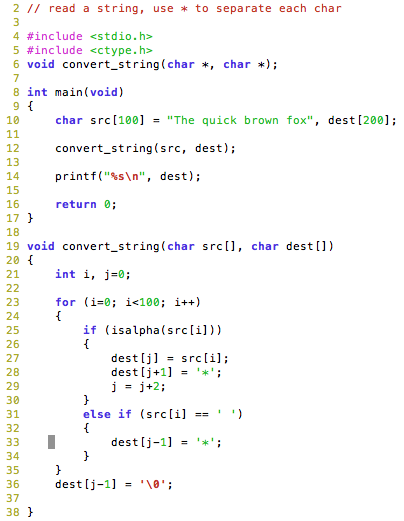 2 // read a string, use * to separate each char
3
4 #include <stdio.h>
5 #include <ctype.h>
6 void convert_string(char *, char *);
7
8 int main(void)
9 {
10     char src[100] = "The quick brown fox", dest[200];
11
12     convert_string(src, dest);
13
14     printf("%s\n", dest);
15
16     return 0;
17 }
18
19 void convert_string(char src[], char dest[])
20 {
21     int i, j=0;
22
23     for (i=0; i<100; i++)
24     {
25         if (isalpha(src[i]))
26         {
27             dest[j] = src[i];
28             dest[j+1] = '*';
29             j = j+2;
30         }
31         else if (src[i] == ' ')
32         {
33             dest[j-1] = '*';
34         }
35     }
36     dest[j-1] = '\0';
37
38 }